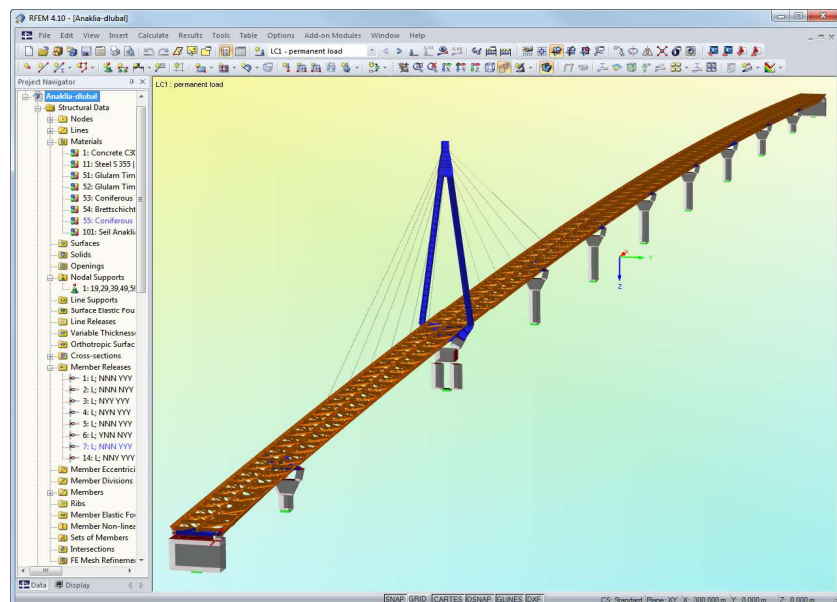 RFEM 4.10 - Anaklia-dlubal
File Edit View Insert Calculate Results Tools Table Options Add-on Modules Window Help
LC1 - permanent load
Project Navigator
LC1 : permanent load
Anaklia-dlubal
Structural Data
Nodes
Lines
Materials
1: Concrete C30
11: Steel S 355 |
51: Glulam Tim
52: Glulam Tim
53: Coniferous
54: Brettschicht
55: Coniferous
101: Seil Anakli
Surfaces
Solids
Openings
Nodal Supports
1: 19,29,39,49,5
Line Supports
Surface Elastic Fou
Line Releases
Variable Thickness
Orthotropic Surfac
Cross-sections
Member Releases
1: L; NNN YYY
2: L; NNN NYY
3: L; NYY YYY
4: L; NYN YYY
5: L; NNN YYY
6: L; YNN NYY
7: L; NNN YYY
14: L; NNY YYY
Member Eccentrici
Member Divisions
Members
Ribs
Member Elastic Fou
Member Non-linea
Sets of Members
Intersections
FE Mesh Refinemer
X
Y
Z
Data Display
SNAP GRID CARTES OSNAP GLINES DXF CS: Standard Plane: XY X: 300.000 m Y: 0.000 m Z: 0.000 m